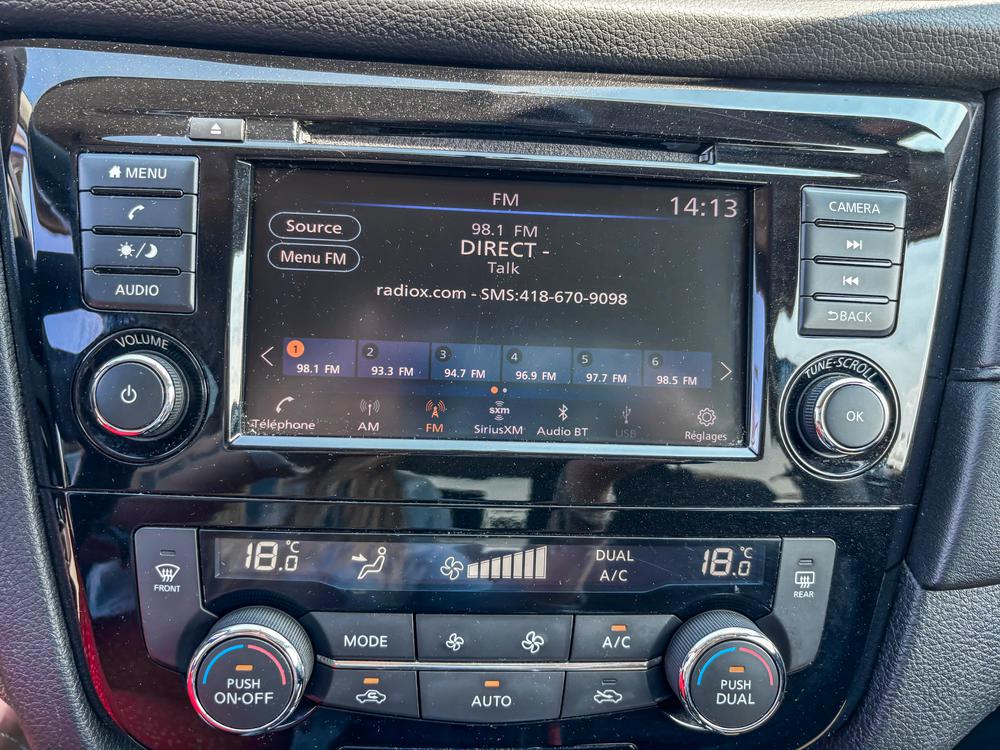 MENU
AUDIO
VOLUME
FM
14:13
Source
98.1 FM
DIRECT -
Menu FM
Talk
radiox.com - SMS:418-670-9098
1
98.1 FM
2
93.3 FM
3
94.7 FM
4
96.9 FM
5
97.7 FM
6
98.5 FM
Téléphone
AM
FM
sxm
SiriusXM
Audio BT
USB
Réglages
CAMERA
BACK
TUNE·SCROLL
OK
FRONT
18.0 °C
DUAL
A/C
18.0 °C
REAR
MODE
A/C
PUSH
ON·OFF
AUTO
PUSH
DUAL